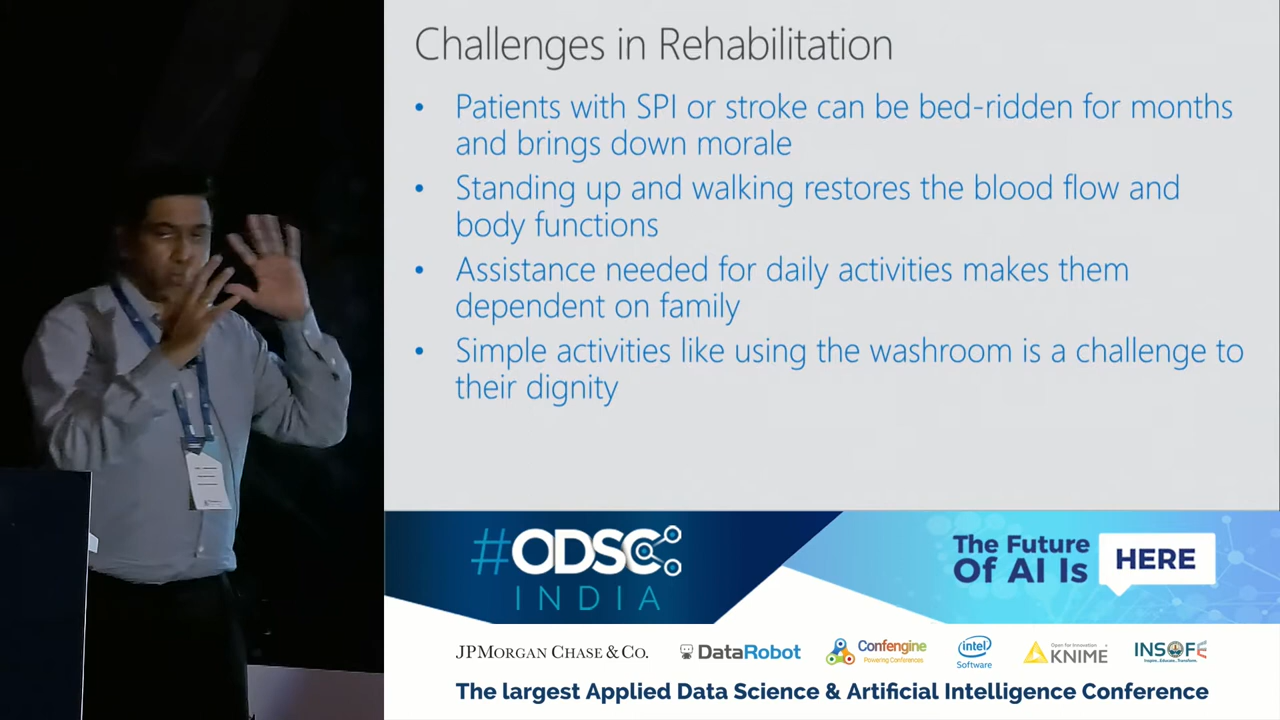 Challenges in Rehabilitation
• Patients with SPI or stroke can be bed-ridden for months
and brings down morale
• Standing up and walking restores the blood flow and
body functions
• Assistance needed for daily activities makes them
dependent on family
• Simple activities like using the washroom is a challenge to
their dignity
#ODSC
INDIA
The Future
Of AI Is
HERE
JPMORGAN CHASE & CO.
DataRobot
Confengine
Powering Conferences
intel
Software
Open for Innovation
KNIME
INSOFE
Inspire...Educate...Transform.
The largest Applied Data Science & Artificial Intelligence Conference